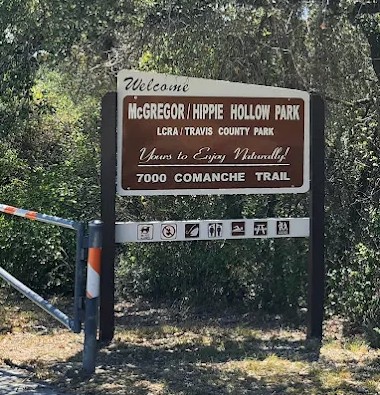 Welcome
McGREGOR / HIPPIE HOLLOW PARK
LCRA / TRAVIS COUNTY PARK
Yours to Enjoy Naturally!
7000 COMANCHE TRAIL